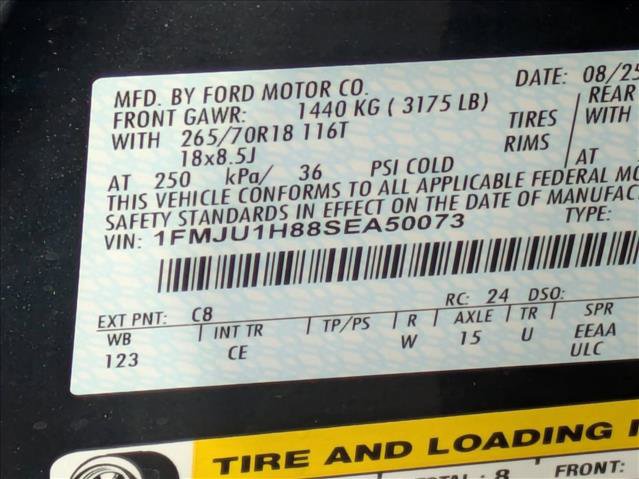 MFD. BY FORD MOTOR CO. DATE: 08/25
FRONT GAWR: 1440 KG ( 3175 LB) REAR
WITH 265/70R18 116T TIRES WITH
18x8.5J RIMS
AT 250 kPa/ 36 PSI COLD AT
THIS VEHICLE CONFORMS TO ALL APPLICABLE FEDERAL MO
SAFETY STANDARDS IN EFFECT ON THE DATE OF MANUFAC
VIN: 1FMJU1H88SEA50073 TYPE:
EXT PNT: C8 RC: 24 DSO:
WB INT TR TP/PS R AXLE TR SPR
123 CE W 15 U EEAA
ULC
TIRE AND LOADING
8 FRONT: